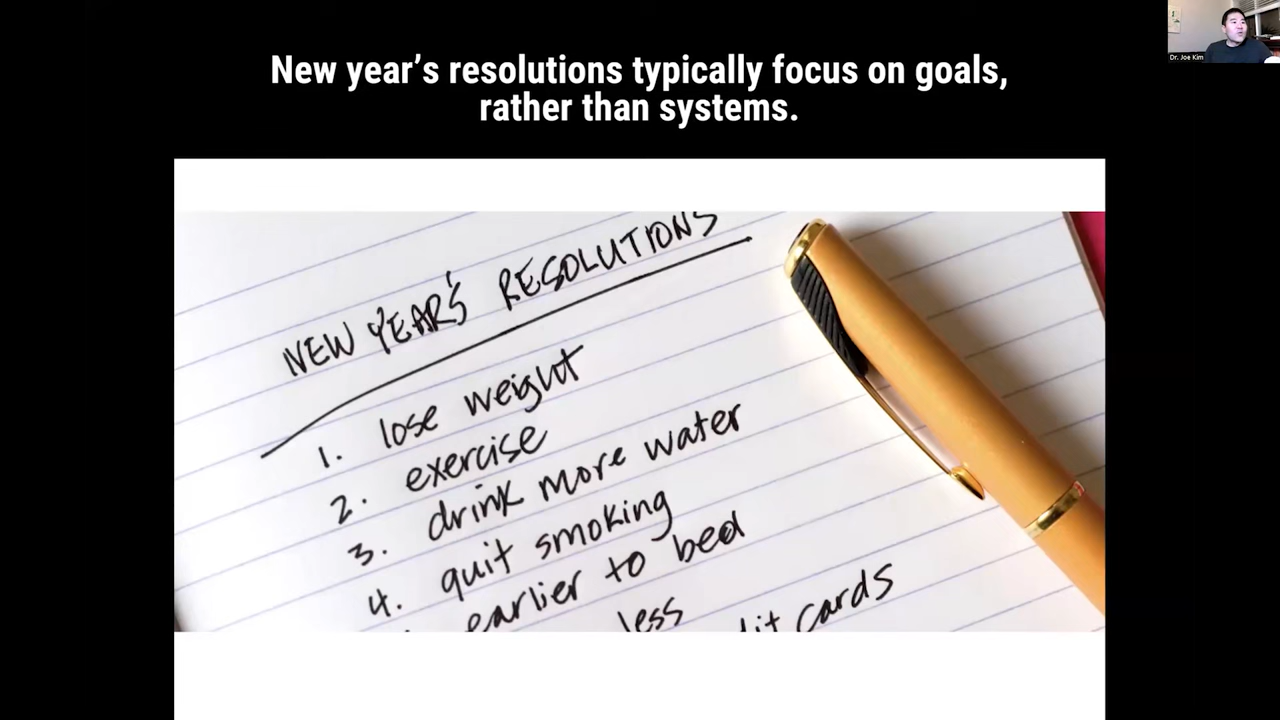 New year’s resolutions typically focus on goals,
rather than systems.
Dr. Joe Kim
NEW YEAR'S RESOLUTIONS
1. lose weight
2. exercise
3. drink more water
4. quit smoking
earlier to bed
less
cards